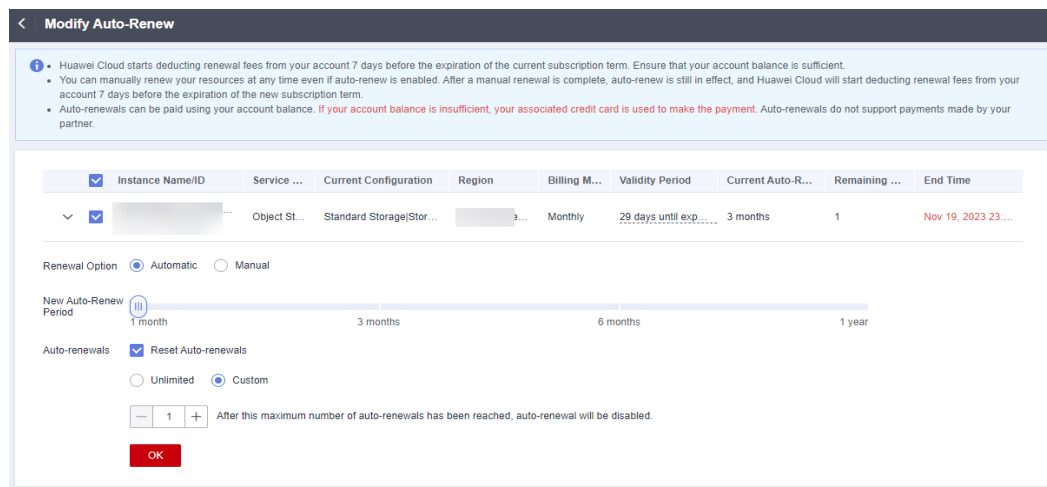 Modify Auto-Renew
Huawei Cloud starts deducting renewal fees from your account 7 days before the expiration of the current subscription term. Ensure that your account balance is sufficient.
You can manually renew your resources at any time even if auto-renew is enabled. After a manual renewal is complete, auto-renew is still in effect, and Huawei Cloud will start deducting renewal fees from your
account 7 days before the expiration of the new subscription term.
Auto-renewals can be paid using your account balance. If your account balance is insufficient, your associated credit card is used to make the payment. Auto-renewals do not support payments made by your
partner.
Instance Name/ID Service ... Current Configuration Region Billing M... Validity Period Current Auto-R... Remaining ... End Time
... Object St... Standard Storage|Stor... e... Monthly 29 days until exp... 3 months 1 Nov 19, 2023 23:...
Renewal Option Automatic Manual
New Auto-Renew
Period
1 month 3 months 6 months 1 year
Auto-renewals Reset Auto-renewals
Unlimited Custom
1 After this maximum number of auto-renewals has been reached, auto-renewal will be disabled.
OK